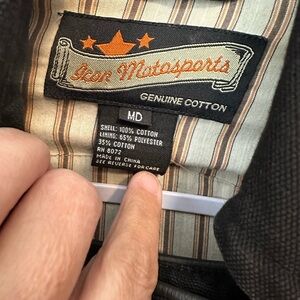 Icon Motosports
GENUINE COTTON
MD
SHELL: 100% COTTON
LINING: 65% POLYESTER
35% COTTON
RN 8072
MADE IN CHINA
SEE REVERSE FOR CARE